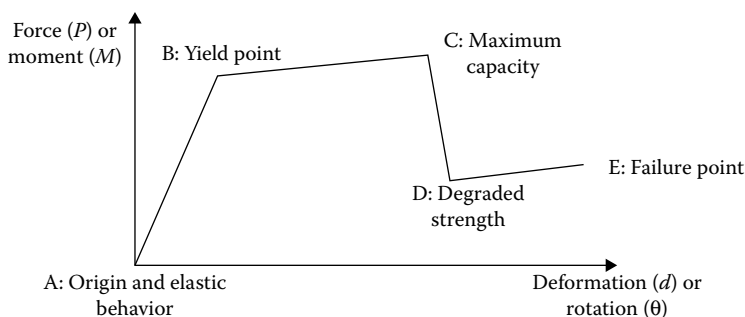 Force (P) or
moment (M)
B: Yield point
C: Maximum
capacity
D: Degraded
strength
E: Failure point
A: Origin and elastic
behavior
Deformation (d) or
rotation (θ)